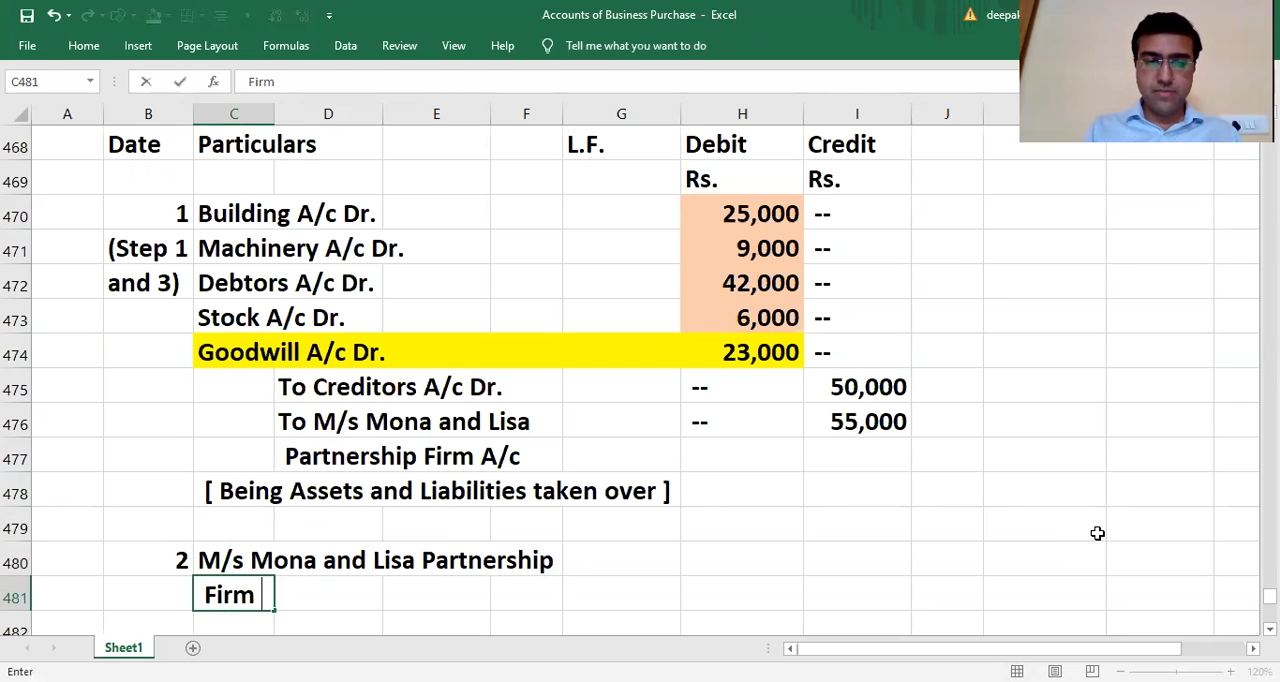 Accounts of Business Purchase - Excel
File Home Insert Page Layout Formulas Data Review View Help Tell me what you want to do
C481 fx Firm
A B C D E F G H I J
468 Date Particulars L.F. Debit Credit
469 Rs. Rs.
470 1 Building A/c Dr. 25,000 --
471 (Step 1 Machinery A/c Dr. 9,000 --
472 and 3) Debtors A/c Dr. 42,000 --
473 Stock A/c Dr. 6,000 --
474 Goodwill A/c Dr. 23,000 --
475 To Creditors A/c Dr. -- 50,000
476 To M/s Mona and Lisa -- 55,000
477 Partnership Firm A/c
478 [ Being Assets and Liabilities taken over ]
479
480 2 M/s Mona and Lisa Partnership
481 Firm
482
Sheet1
Enter 120%